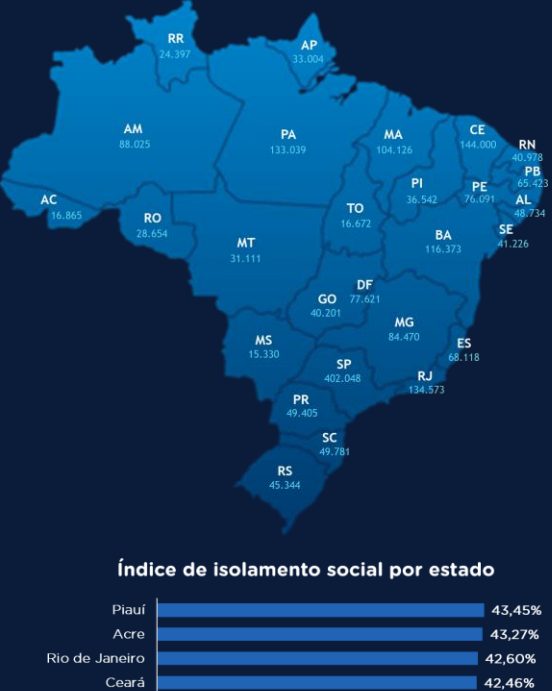 RR
24.397
AP
33.004
AM
88.025
PA
133.039
MA
104.126
CE
144.000
RN
40.978
PB
65.423
PI
36.542
PE
76.091
AL
48.734
AC
16.865
RO
28.654
TO
16.672
SE
41.226
BA
116.373
MT
31.111
DF
77.621
GO
40.201
MG
84.470
ES
68.118
MS
15.330
SP
402.048
RJ
134.573
PR
49.405
SC
49.781
RS
45.344
Índice de isolamento social por estado
Piauí 43,45%
Acre 43,27%
Rio de Janeiro 42,60%
Ceará 42,46%